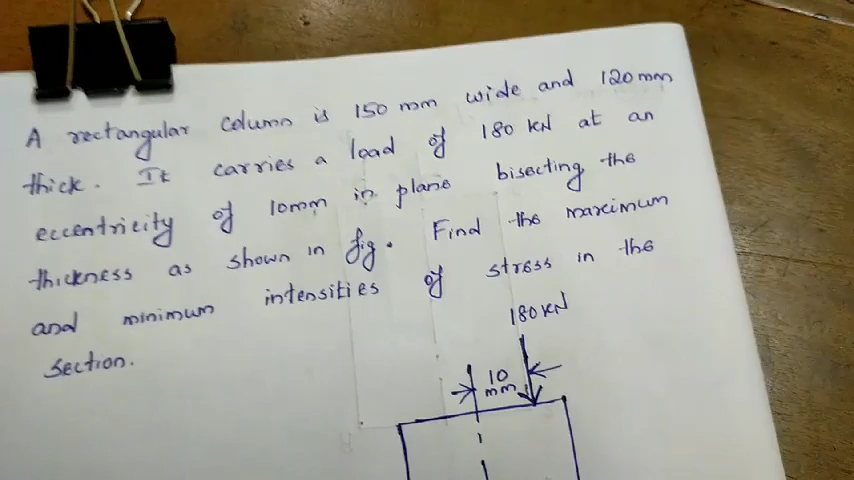 A rectangular column is 150 mm wide and 120 mm
thick. It carries a load of 180 kN at an
eccentricity of 10mm in plane bisecting the
thickness as shown in fig. Find the maximum
and minimum intensities of stress in the
section.
180 kN
10
mm